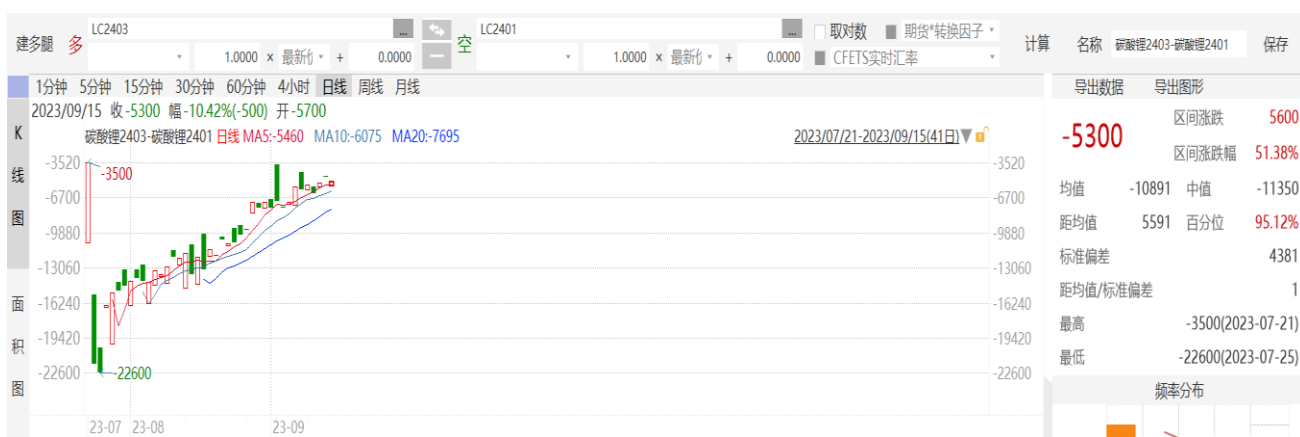 建多腿 多 LC2403 ... 空 LC2401 ... 取对数 期货*转换因子
1.0000 × 最新价 + 0.0000 1.0000 × 最新价 + 0.0000 CFETS实时汇率
计算 名称 碳酸锂2403-碳酸锂2401 保存
1分钟 5分钟 15分钟 30分钟 60分钟 4小时 日线 周线 月线
2023/09/15 收-5300 幅-10.42%(-500) 开-5700
碳酸锂2403-碳酸锂2401 日线 MA5:-5460 MA10:-6075 MA20:-7695
2023/07/21-2023/09/15(41日)
K线图
面积图
-3520 -3500 -3520
-6700 -6700
-9880 -9880
-13060 -13060
-16240 -16240
-19420 -19420
-22600 -22600 -22600
23-07 23-08 23-09
导出数据 导出图形
-5300
区间涨跌 5600
区间涨跌幅 51.38%
均值 -10891 中值 -11350
距均值 5591 百分位 95.12%
标准偏差 4381
距均值/标准偏差 1
最高 -3500(2023-07-21)
最低 -22600(2023-07-25)
频率分布